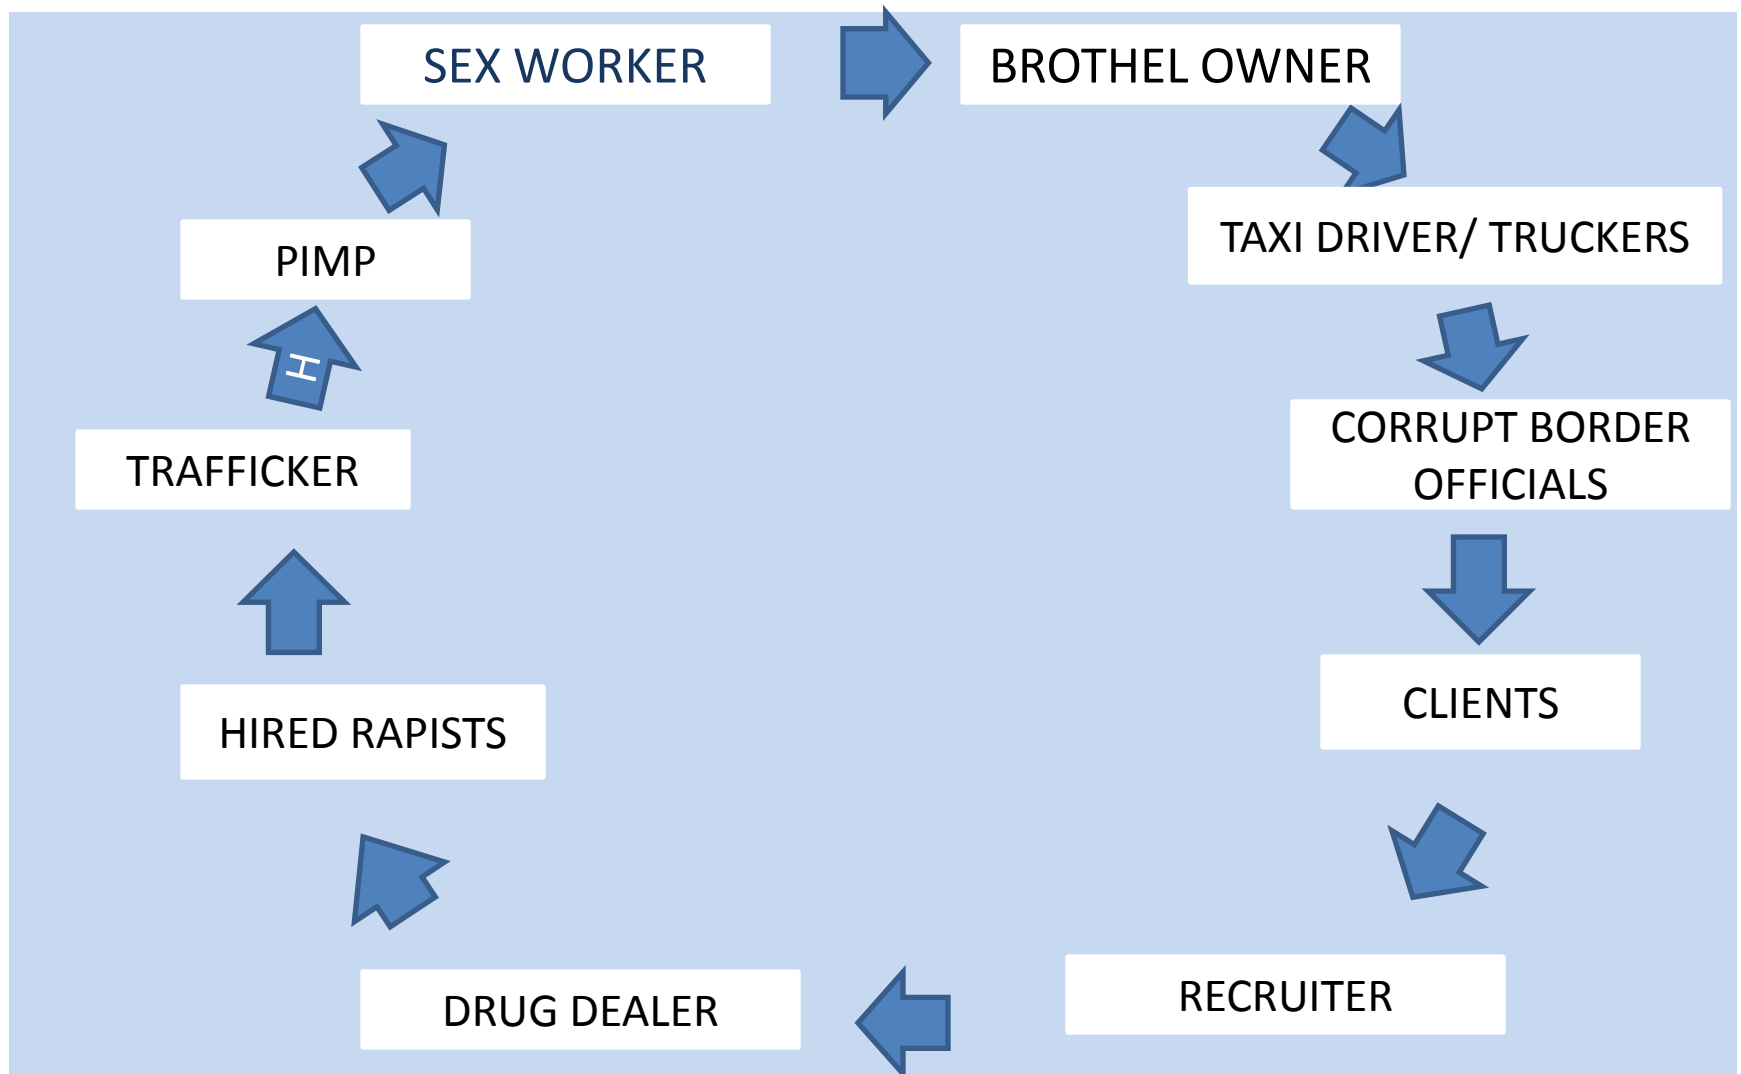 SEX WORKER
BROTHEL OWNER
TAXI DRIVER/ TRUCKERS
CORRUPT BORDER
OFFICIALS
CLIENTS
RECRUITER
DRUG DEALER
HIRED RAPISTS
TRAFFICKER
H
PIMP